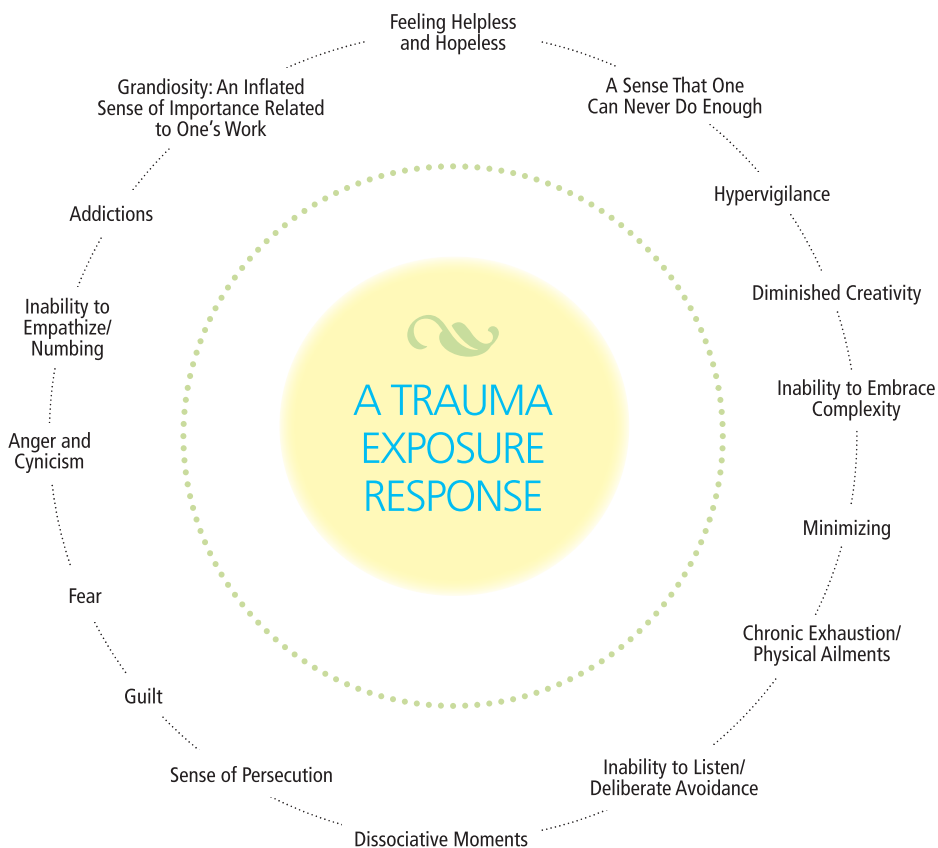 Feeling Helpless
and Hopeless
A Sense That One
Can Never Do Enough
Hypervigilance
Diminished Creativity
Inability to Embrace
Complexity
Minimizing
Chronic Exhaustion/
Physical Ailments
Inability to Listen/
Deliberate Avoidance
Dissociative Moments
Sense of Persecution
Guilt
Fear
Anger and
Cynicism
Inability to
Empathize/
Numbing
Addictions
Grandiosity: An Inflated
Sense of Importance Related
to One’s Work
A TRAUMA
EXPOSURE
RESPONSE